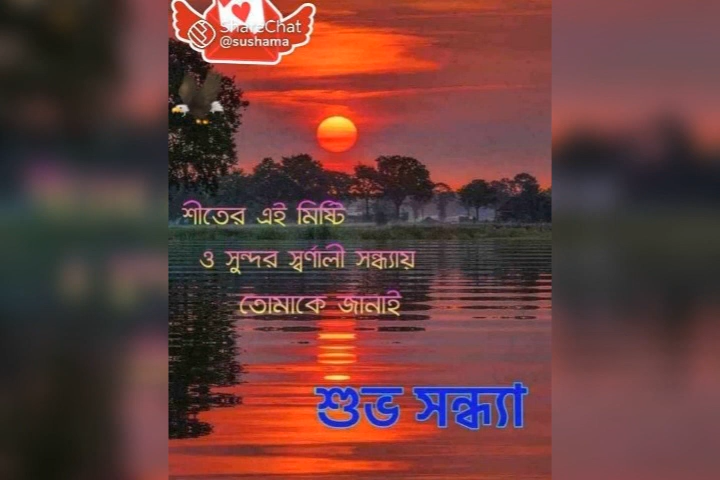 ShareChat
@sushama
শীতের এই মিষ্টি
ও সুন্দর স্বর্ণালী সন্ধ্যায়
তোমাকে জানাই
শুভ সন্ধ্যা